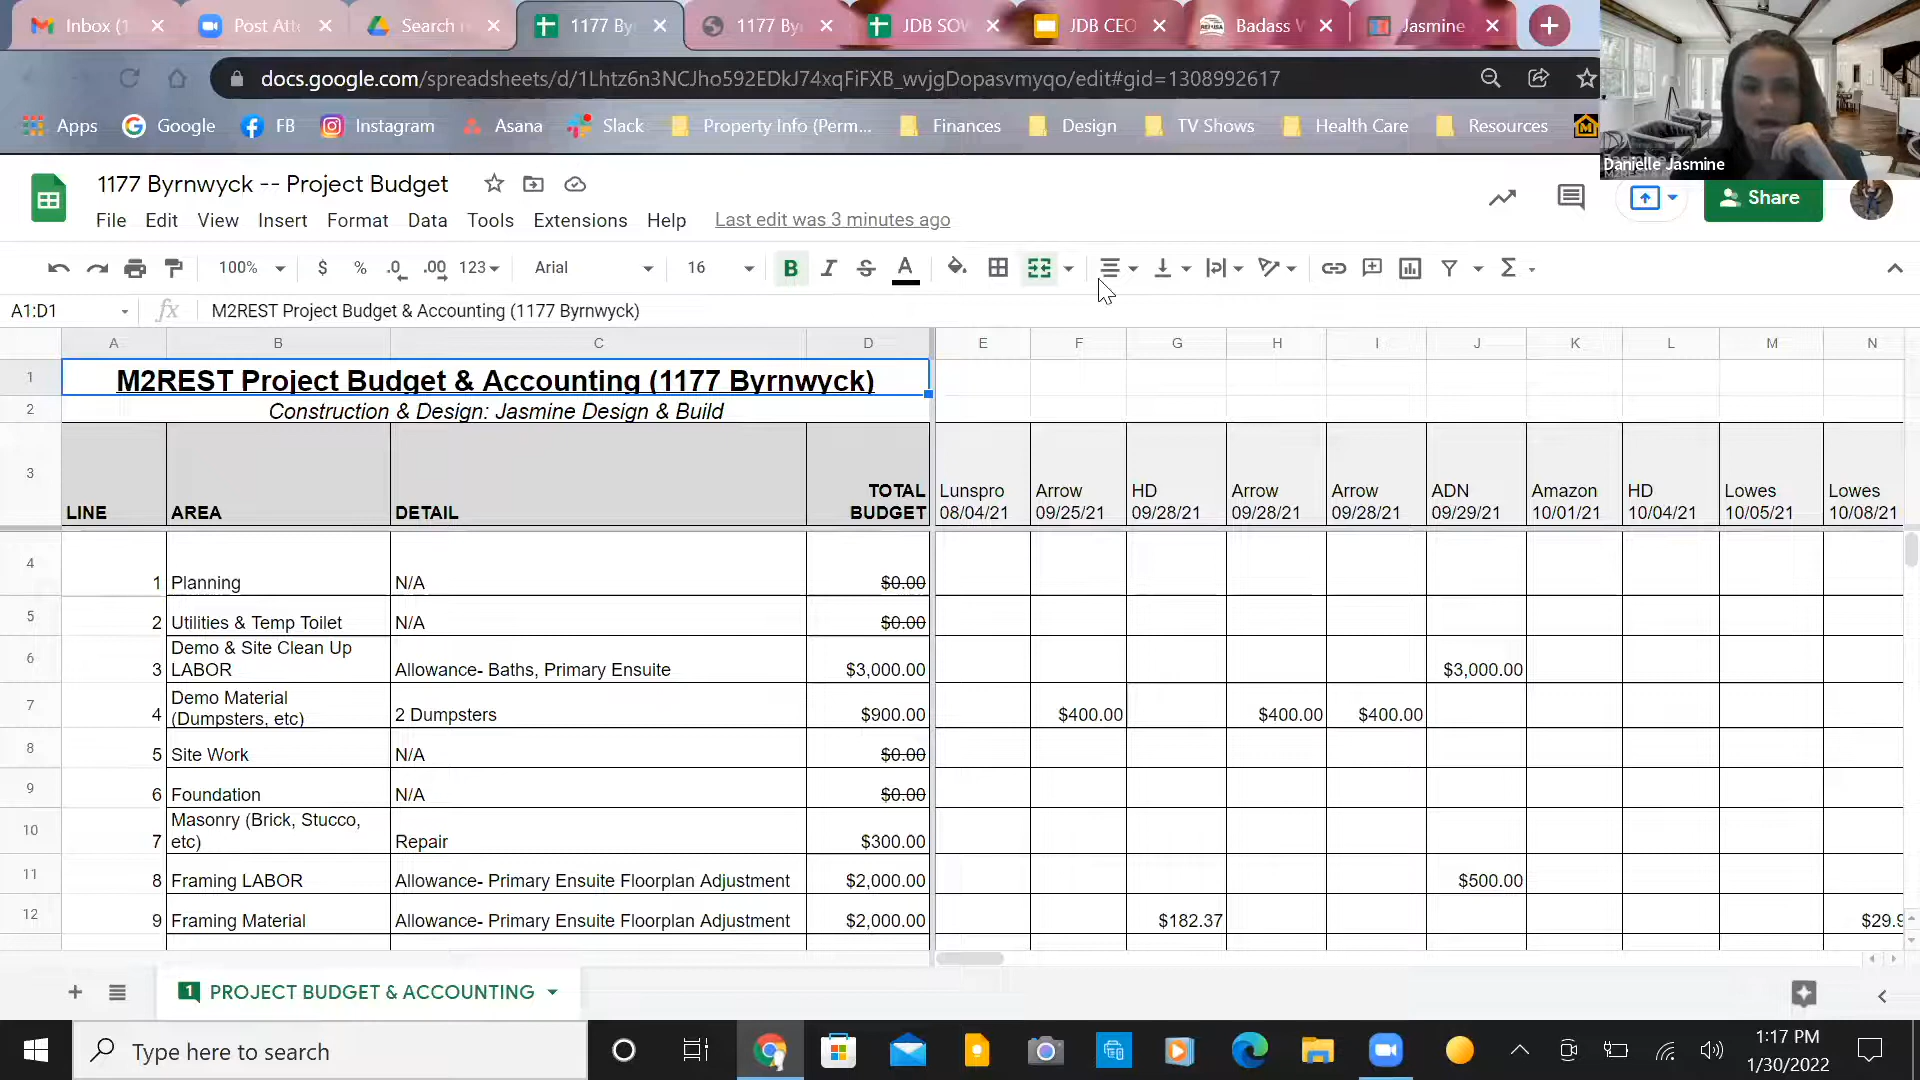 Inbox (1
Post Atte
Search r
1177 By
1177 By
JDB SOV
JDB CEO
Badass V
Jasmine
docs.google.com/spreadsheets/d/1Lhtz6n3NCJho592EDkJ74xqFiFXB_wvjgDopasvmyqo/edit#gid=1308992617
Apps
Google
FB
Instagram
Asana
Slack
Property Info (Perm...
Finances
Design
TV Shows
Health Care
Resources
Danielle Jasmine
1177 Byrnwyck -- Project Budget
File Edit View Insert Format Data Tools Extensions Help Last edit was 3 minutes ago
Share
100% $ % .0 .00 123 Arial 16 B I S A
A1:D1 fx M2REST Project Budget & Accounting (1177 Byrnwyck)
A B C D E F G H I J K L M N
1 M2REST Project Budget & Accounting (1177 Byrnwyck)
2 Construction & Design: Jasmine Design & Build
3 LINE AREA DETAIL TOTAL BUDGET Lunspro 08/04/21 Arrow 09/25/21 HD 09/28/21 Arrow 09/28/21 Arrow 09/28/21 ADN 09/29/21 Amazon 10/01/21 HD 10/04/21 Lowes 10/05/21 Lowes 10/08/21
4 1 Planning N/A $0.00
5 2 Utilities & Temp Toilet N/A $0.00
6 3 Demo & Site Clean Up LABOR Allowance- Baths, Primary Ensuite $3,000.00 $3,000.00
7 4 Demo Material (Dumpsters, etc) 2 Dumpsters $900.00 $400.00 $400.00 $400.00
8 5 Site Work N/A $0.00
9 6 Foundation N/A $0.00
10 7 Masonry (Brick, Stucco, etc) Repair $300.00
11 8 Framing LABOR Allowance- Primary Ensuite Floorplan Adjustment $2,000.00 $500.00
12 9 Framing Material Allowance- Primary Ensuite Floorplan Adjustment $2,000.00 $182.37 $29.9
1 PROJECT BUDGET & ACCOUNTING
Type here to search
1:17 PM
1/30/2022